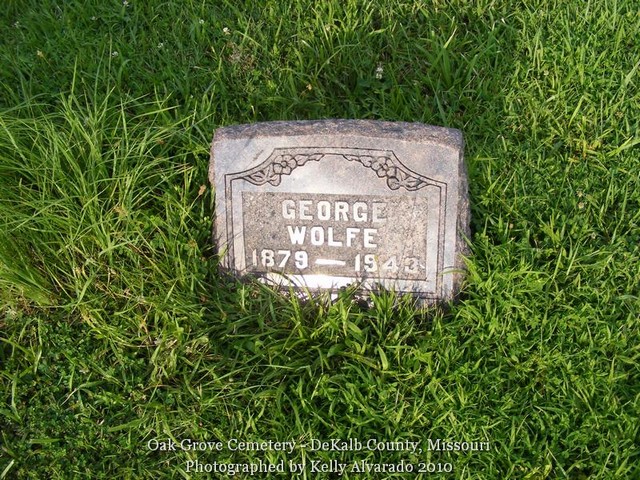 GEORGE
WOLFE
1879 — 1943
Oak Grove Cemetery - DeKalb County, Missouri
Photographed by Kelly Alvarado 2010